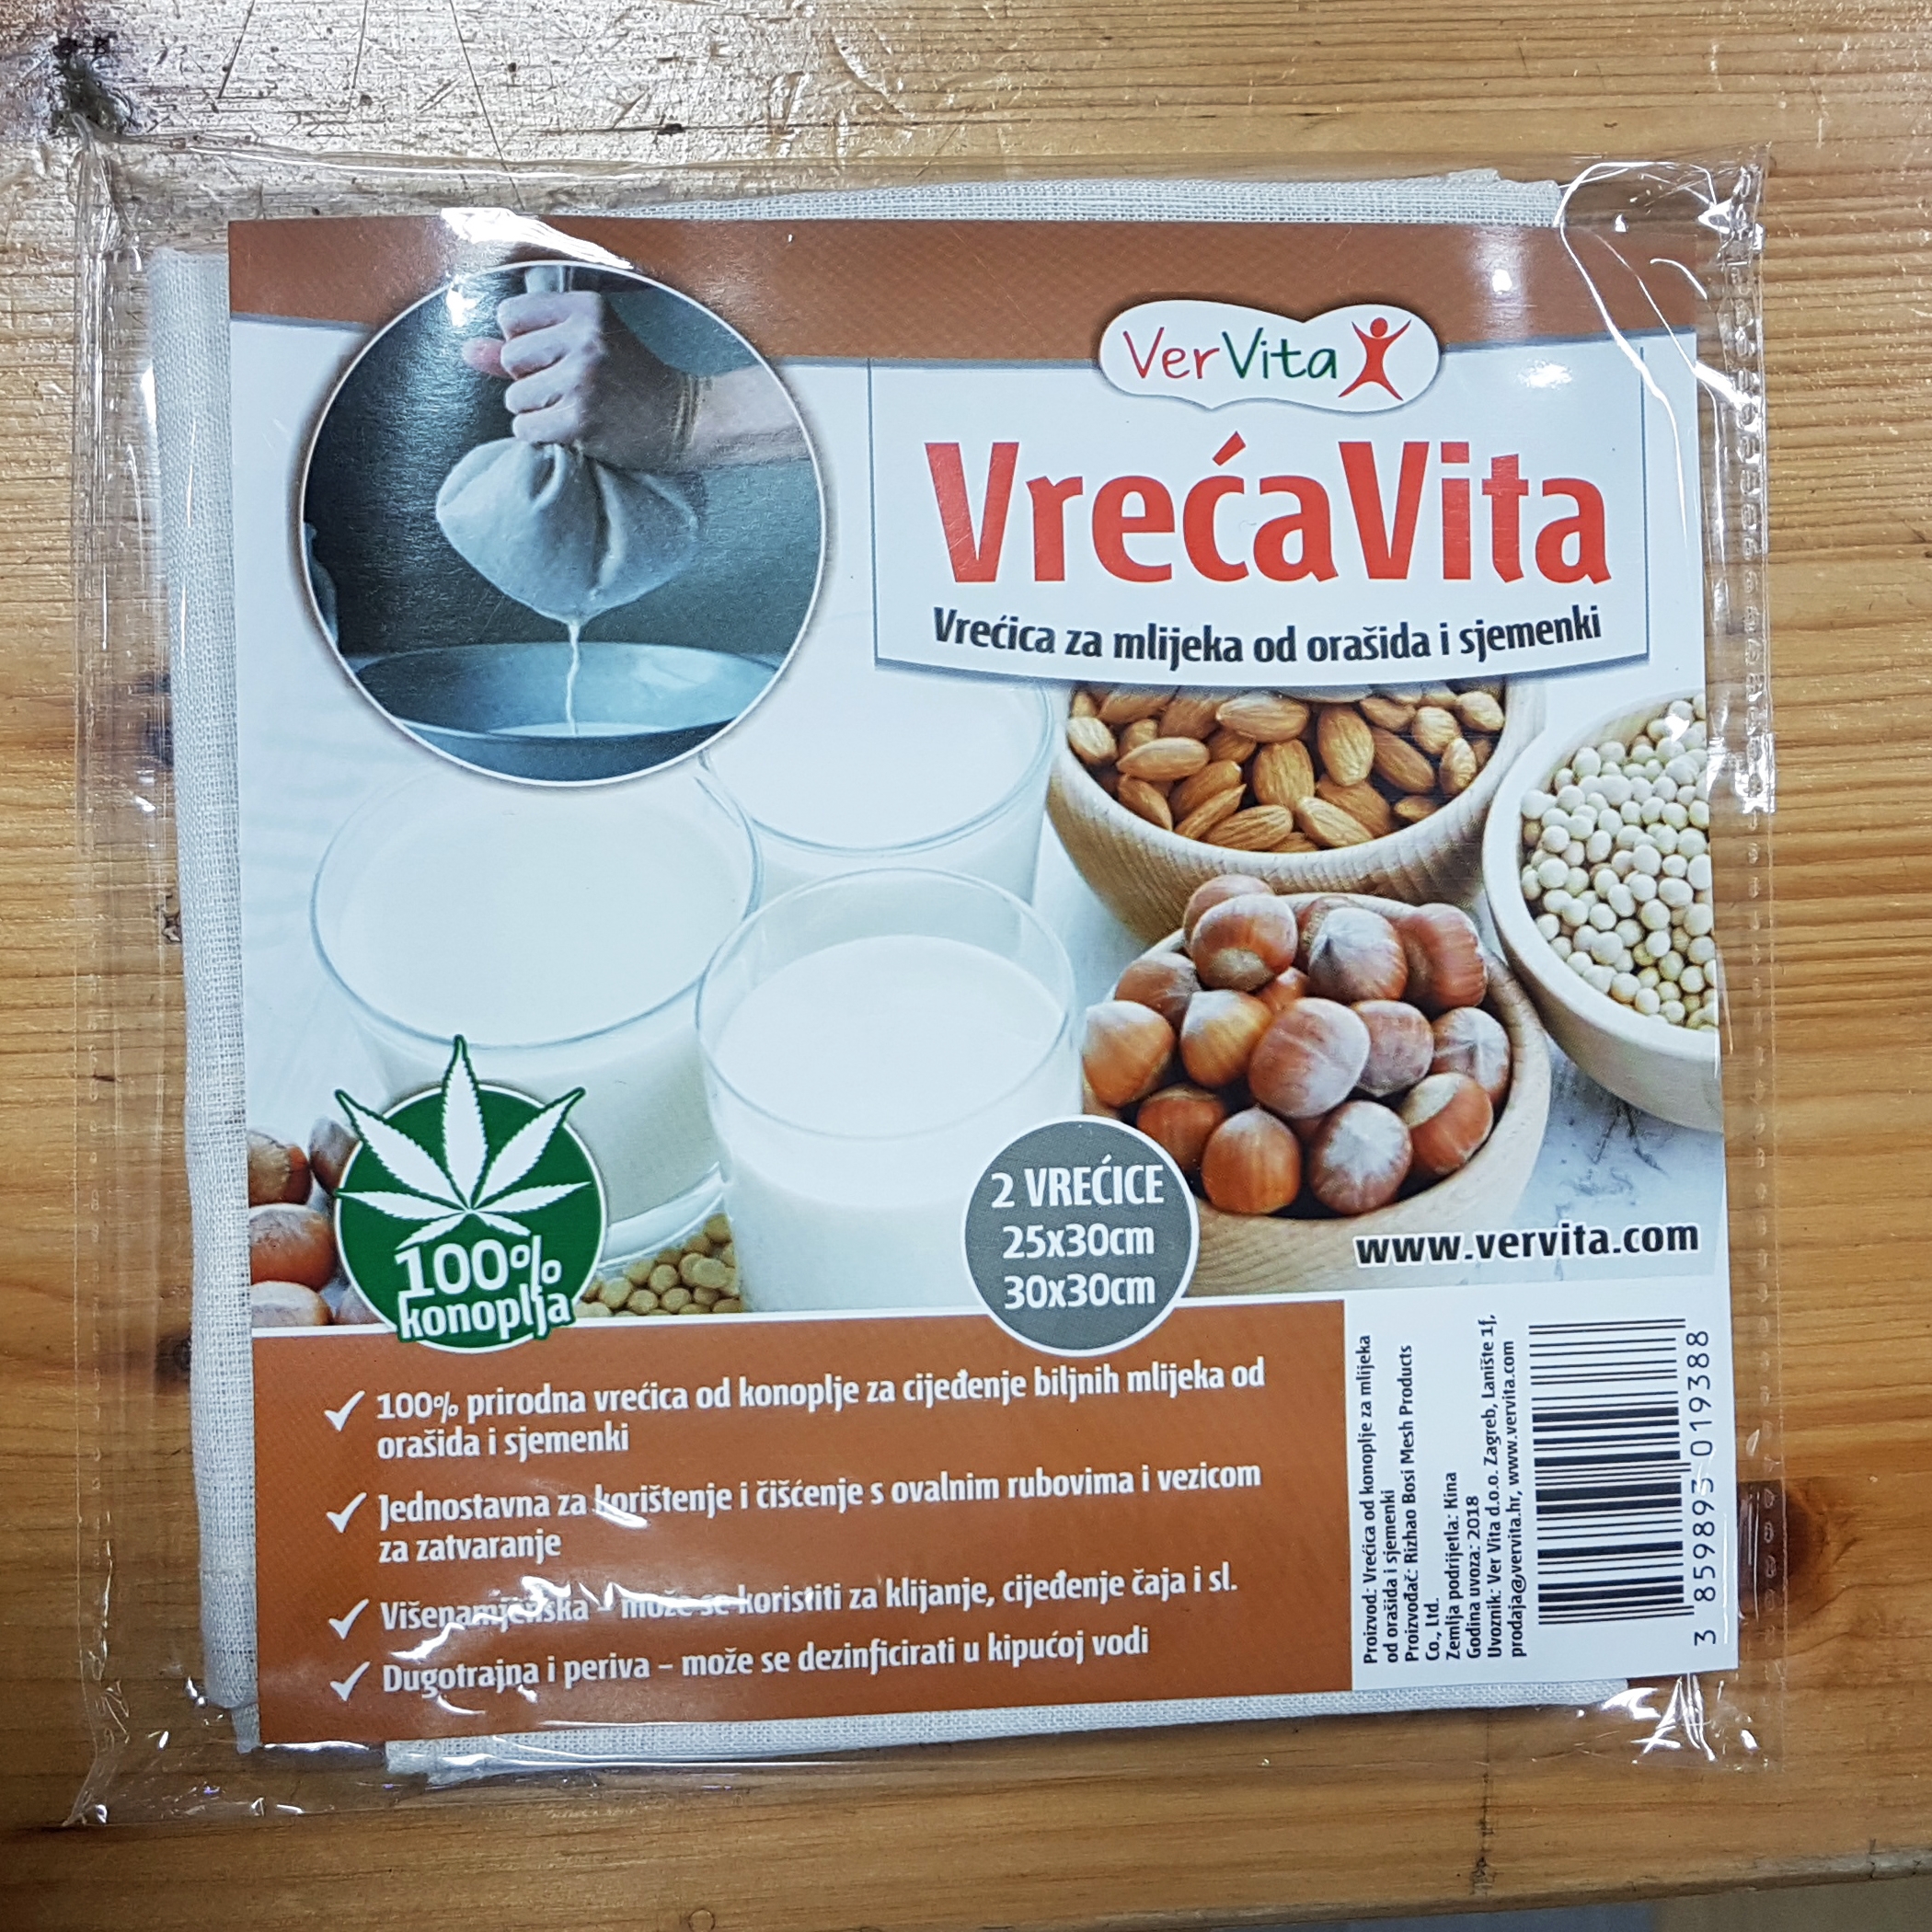 VerVita
VrećaVita
Vrećica za mlijeka od orašida i sjemenki
100%
konoplja
2 VREĆICE
25x30cm
30x30cm
www.vervita.com
100% prirodna vrećica od konoplje za cijeđenje biljnih mlijeka od
orašida i sjemenki
Jednostavna za korištenje i čišćenje s ovalnim rubovima i vezicom
za zatvaranje
Višenamjenska - može se koristiti za klijanje, cijeđenje čaja i sl.
Dugotrajna i periva – može se dezinficirati u kipućoj vodi
Proizvod: Vrećica od konoplje za mlijeka
od orašida i sjemenki
Proizvođač: Rizhao Bosi Mesh Products
Co., Ltd.
Zemlja podrijetla: Kina
Godina uvoza: 2018
Uvoznik: Ver Vita d.o.o. Zagreb, Lanište 1f,
prodaja@vervita.hr, www.vervita.com
3 859893 019388